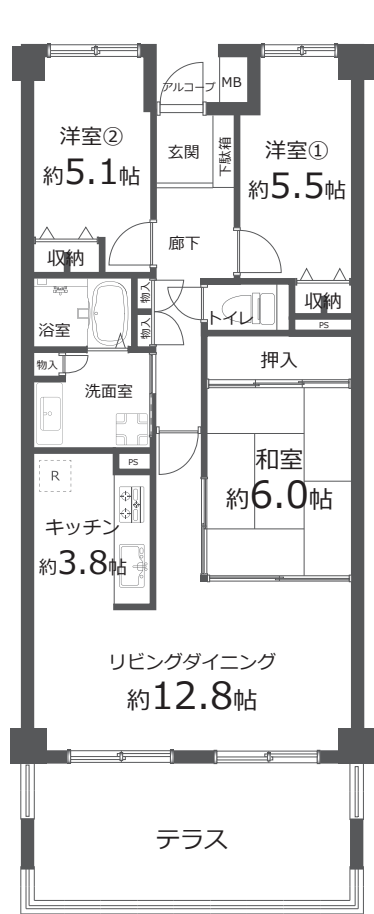 アルコーブ
MB
洋室②
約5.1帖
玄関
下駄箱
洋室①
約5.5帖
廊下
収納
物入
収納
浴室
物入
トイレ
PS
物入
洗面室
押入
PS
R
和室
約6.0帖
キッチン
約3.8帖
リビングダイニング
約12.8帖
テラス